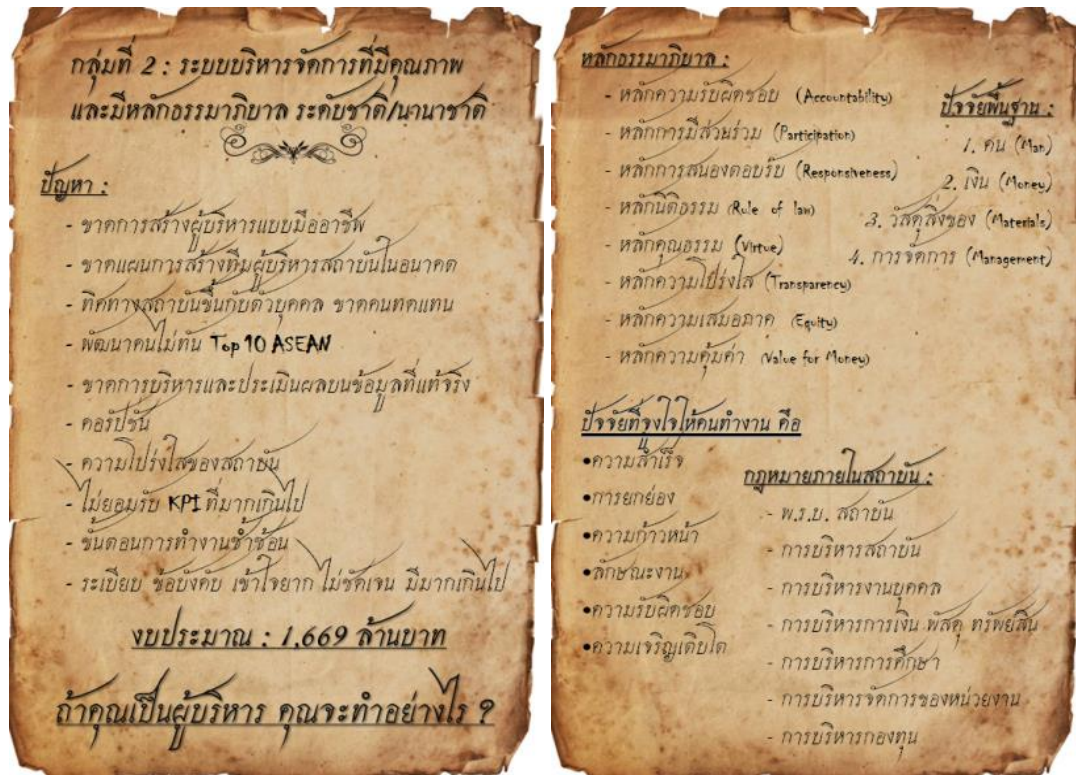 กลุ่มที่ 2 : ระบบบริหารจัดการที่มีคุณภาพ
และมีหลักธรรมาภิบาล ระดับชาติ/นานาชาติ
ปัญหา :
- ขาดการสร้างผู้บริหารแบบมืออาชีพ
- ขาดแผนการสร้างทีมผู้บริหารสถาบันในอนาคต
- ทิศทางสถาบันขึ้นกับตัวบุคคล ขาดคนทดแทน
- พัฒนาคนไม่ทัน Top 10 ASEAN
- ขาดการบริหารและประเมินผลบนข้อมูลที่แท้จริง
- คอรัปชั่น
- ความโปร่งใสของสถาบัน
- ไม่ยอมรับ KPI ที่มากเกินไป
- ขั้นตอนการทำงานซ้ำซ้อน
- ระเบียบ ข้อบังคับ เข้าใจยาก ไม่ชัดเจน มีมากเกินไป
งบประมาณ : 1,669 ล้านบาท
ถ้าคุณเป็นผู้บริหาร คุณจะทำอย่างไร ?
หลักธรรมาภิบาล :
- หลักความรับผิดชอบ (Accountability)
- หลักการมีส่วนร่วม (Participation)
- หลักการสนองตอบรับ (Responsiveness)
- หลักนิติธรรม (Rule of law)
- หลักคุณธรรม (Virtue)
- หลักความโปร่งใส (Transparency)
- หลักความเสมอภาค (Equity)
- หลักความคุ้มค่า (Value for Money)
ปัจจัยพื้นฐาน :
1. คน (Man)
2. เงิน (Money)
3. วัสดุสิ่งของ (Materials)
4. การจัดการ (Management)
ปัจจัยที่จูงใจให้คนทำงาน คือ
•ความสำเร็จ
•การยกย่อง
•ความก้าวหน้า
•ลักษณะงาน
•ความรับผิดชอบ
•ความเจริญเติบโต
กฎหมายภายในสถาบัน :
- พ.ร.บ. สถาบัน
- การบริหารสถาบัน
- การบริหารงานบุคคล
- การบริหารการเงิน พัสดุ ทรัพย์สิน
- การบริหารการศึกษา
- การบริหารจัดการของหน่วยงาน
- การบริหารกองทุน